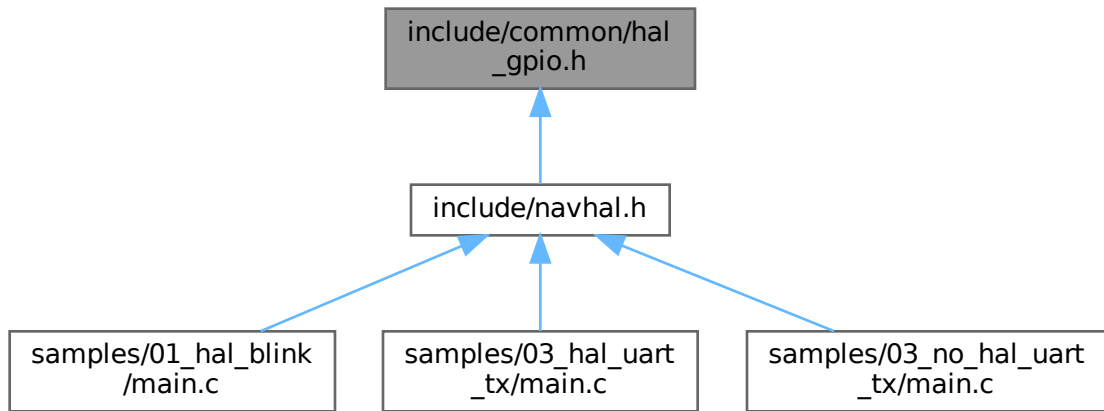 include/common/hal
_gpio.h
include/navhal.h
samples/01_hal_blink
/main.c
samples/03_hal_uart
_tx/main.c
samples/03_no_hal_uart
_tx/main.c